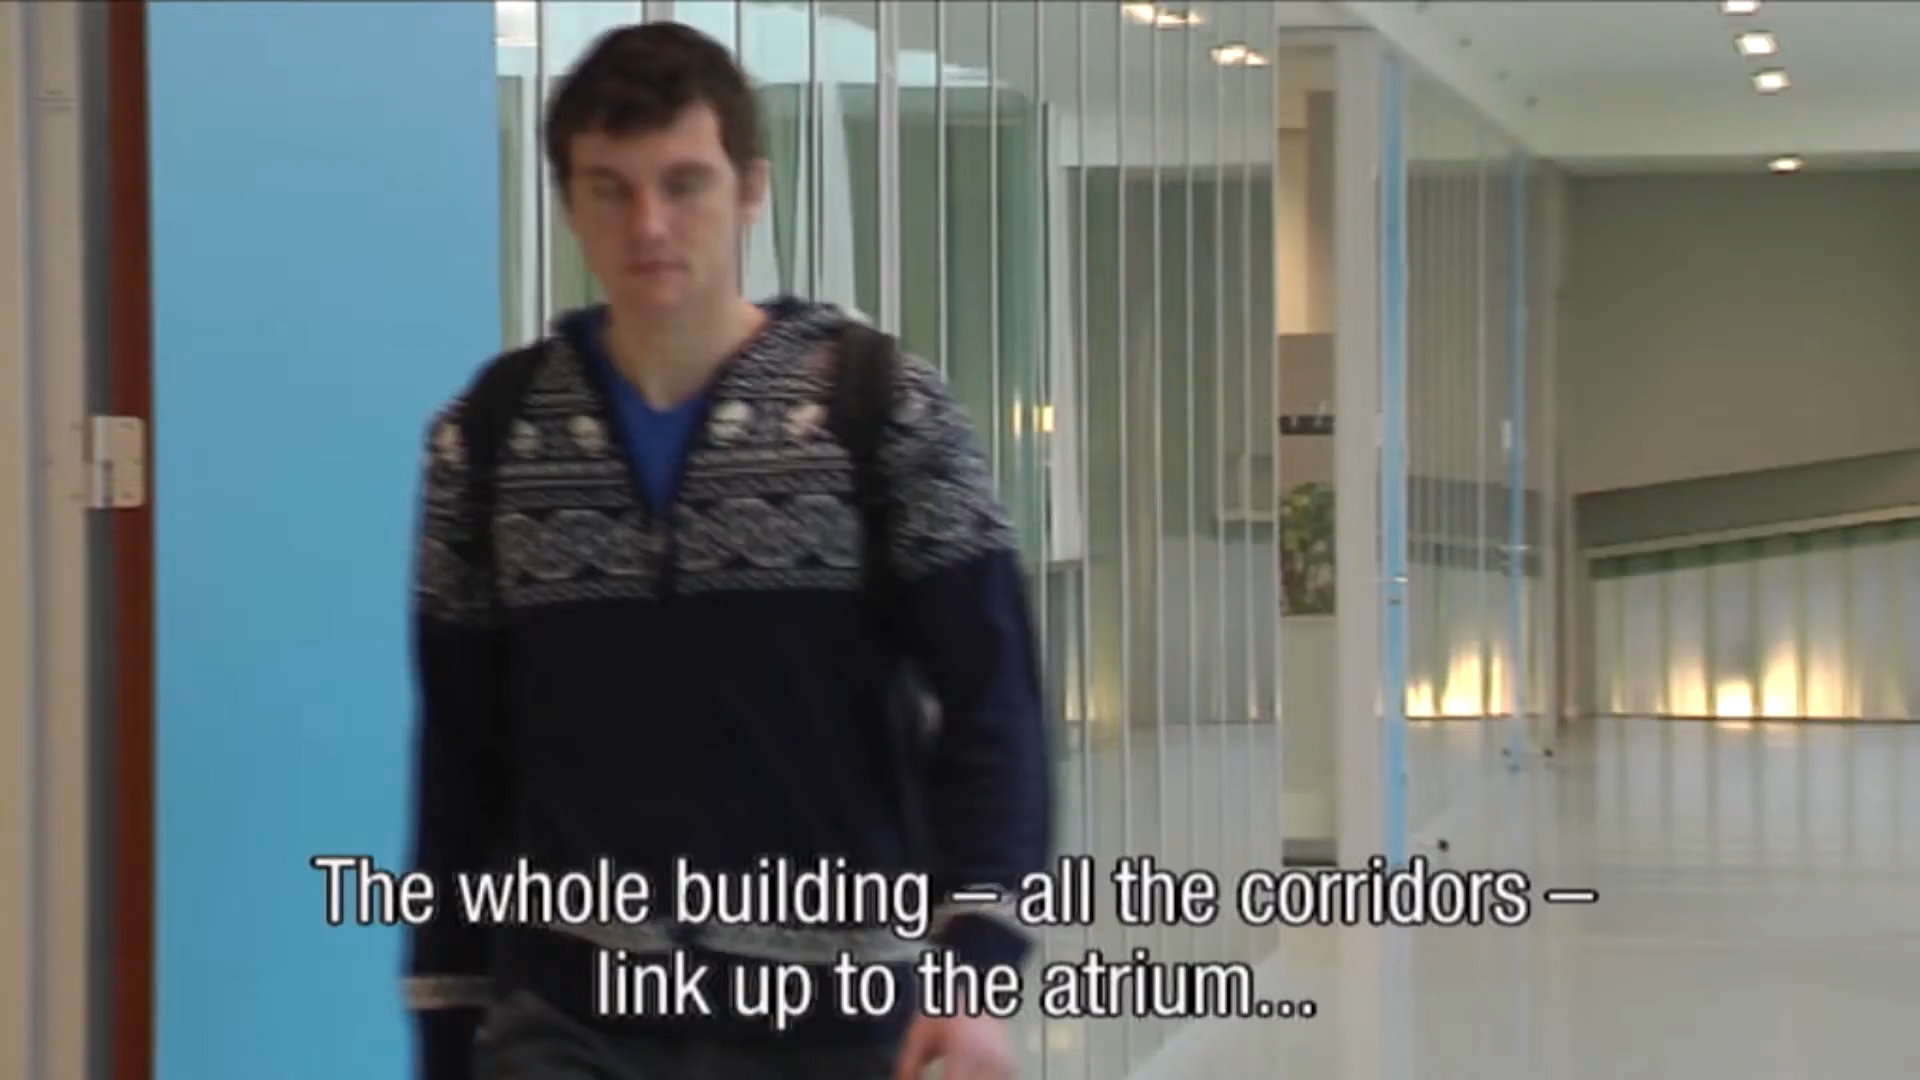 The whole building – all the corridors –
link up to the atrium...